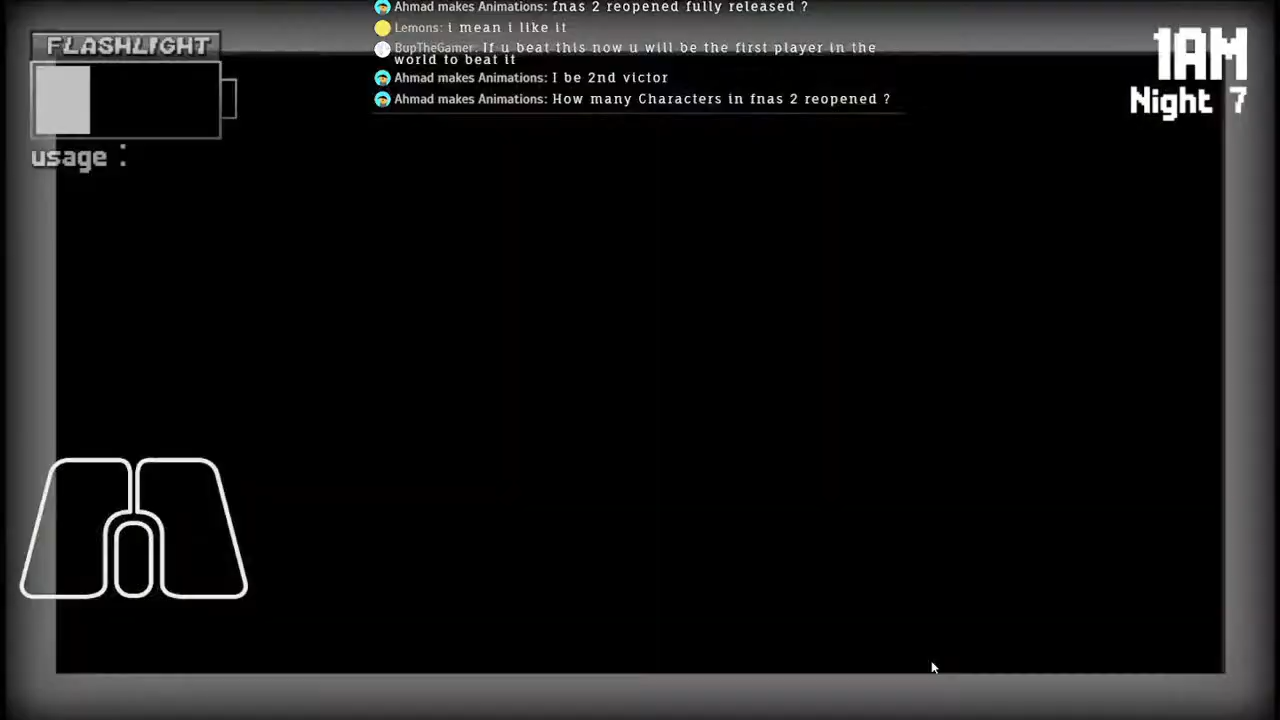 Ahmad makes Animations: fnas 2 reopened fully released ?
FLASHLIGHT
Lemons: i mean i like it
1AM
BupTheGamer: If u beat this now u will be the first player in the
world to beat it
Ahmad makes Animations: I be 2nd victor
Ahmad makes Animations: How many Characters in fnas 2 reopened ?
Night 7
usage :